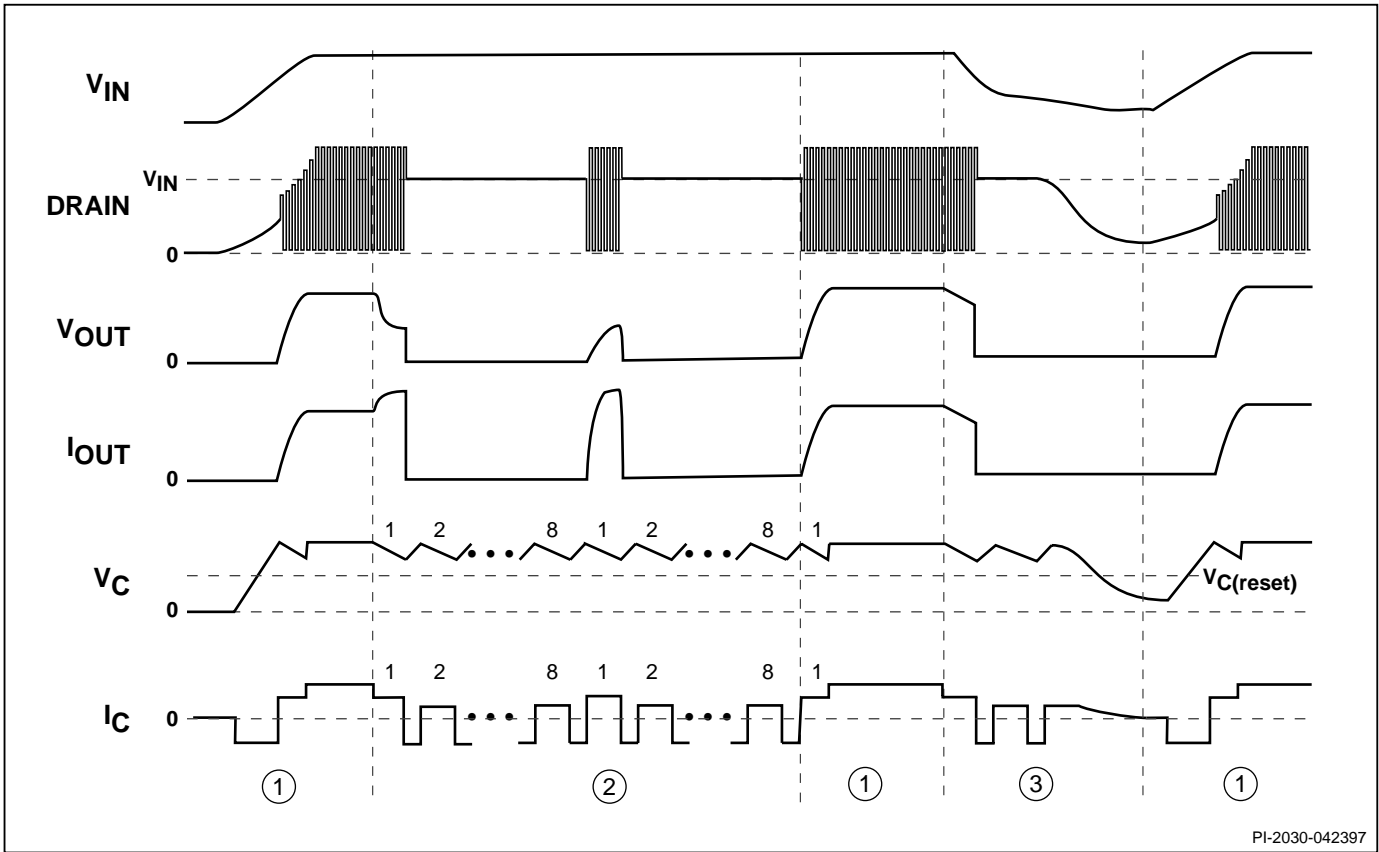 VIN
VIN
DRAIN
0
VOUT
0
IOUT
0
1 2 • • • 8 1 2 • • • 8 1
VC
VC(reset)
0
1 2 • • • 8 1 2 • • • 8 1
IC
0
1 2 1 3 1
PI-2030-042397